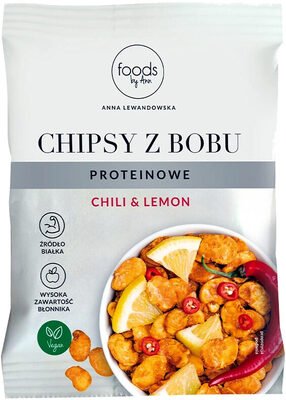 foods
by Ann
ANNA LEWANDOWSKA
CHIPSY Z BOBU
PROTEINOWE
CHILI & LEMON
ŹRÓDŁO
BIAŁKA
WYSOKA
ZAWARTOŚĆ
BŁONNIKA
Vegan